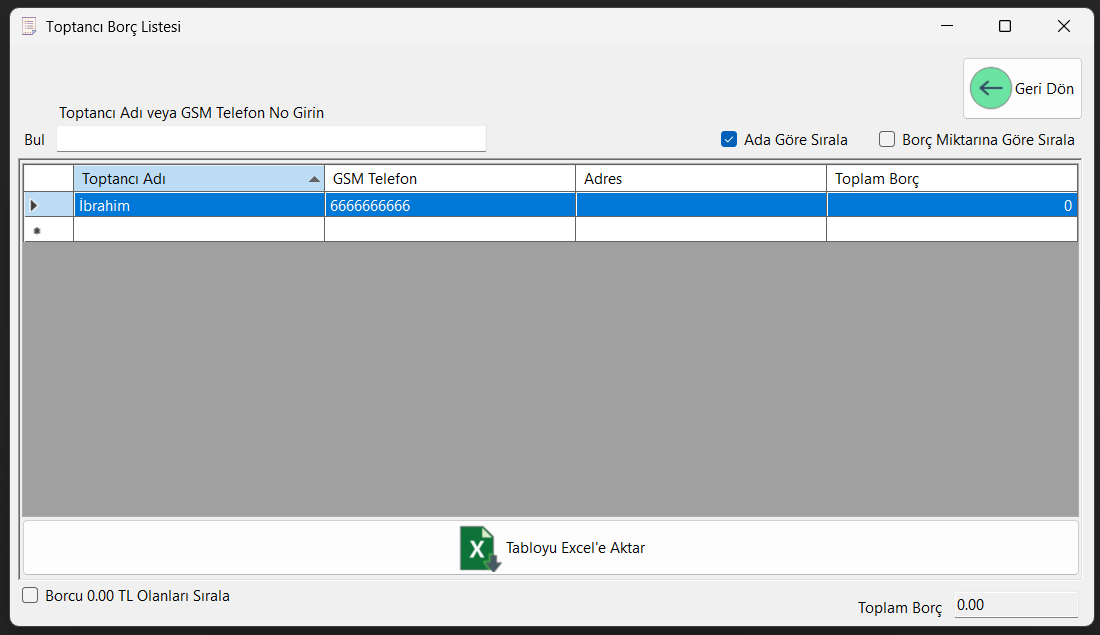 Toptancı Borç Listesi
Geri Dön
Toptancı Adı veya GSM Telefon No Girin
Bul
Ada Göre Sırala
Borç Miktarına Göre Sırala
Toptancı Adı GSM Telefon Adres Toplam Borç
İbrahim 6666666666 0
Tabloyu Excel'e Aktar
Borcu 0.00 TL Olanları Sırala
Toplam Borç 0.00